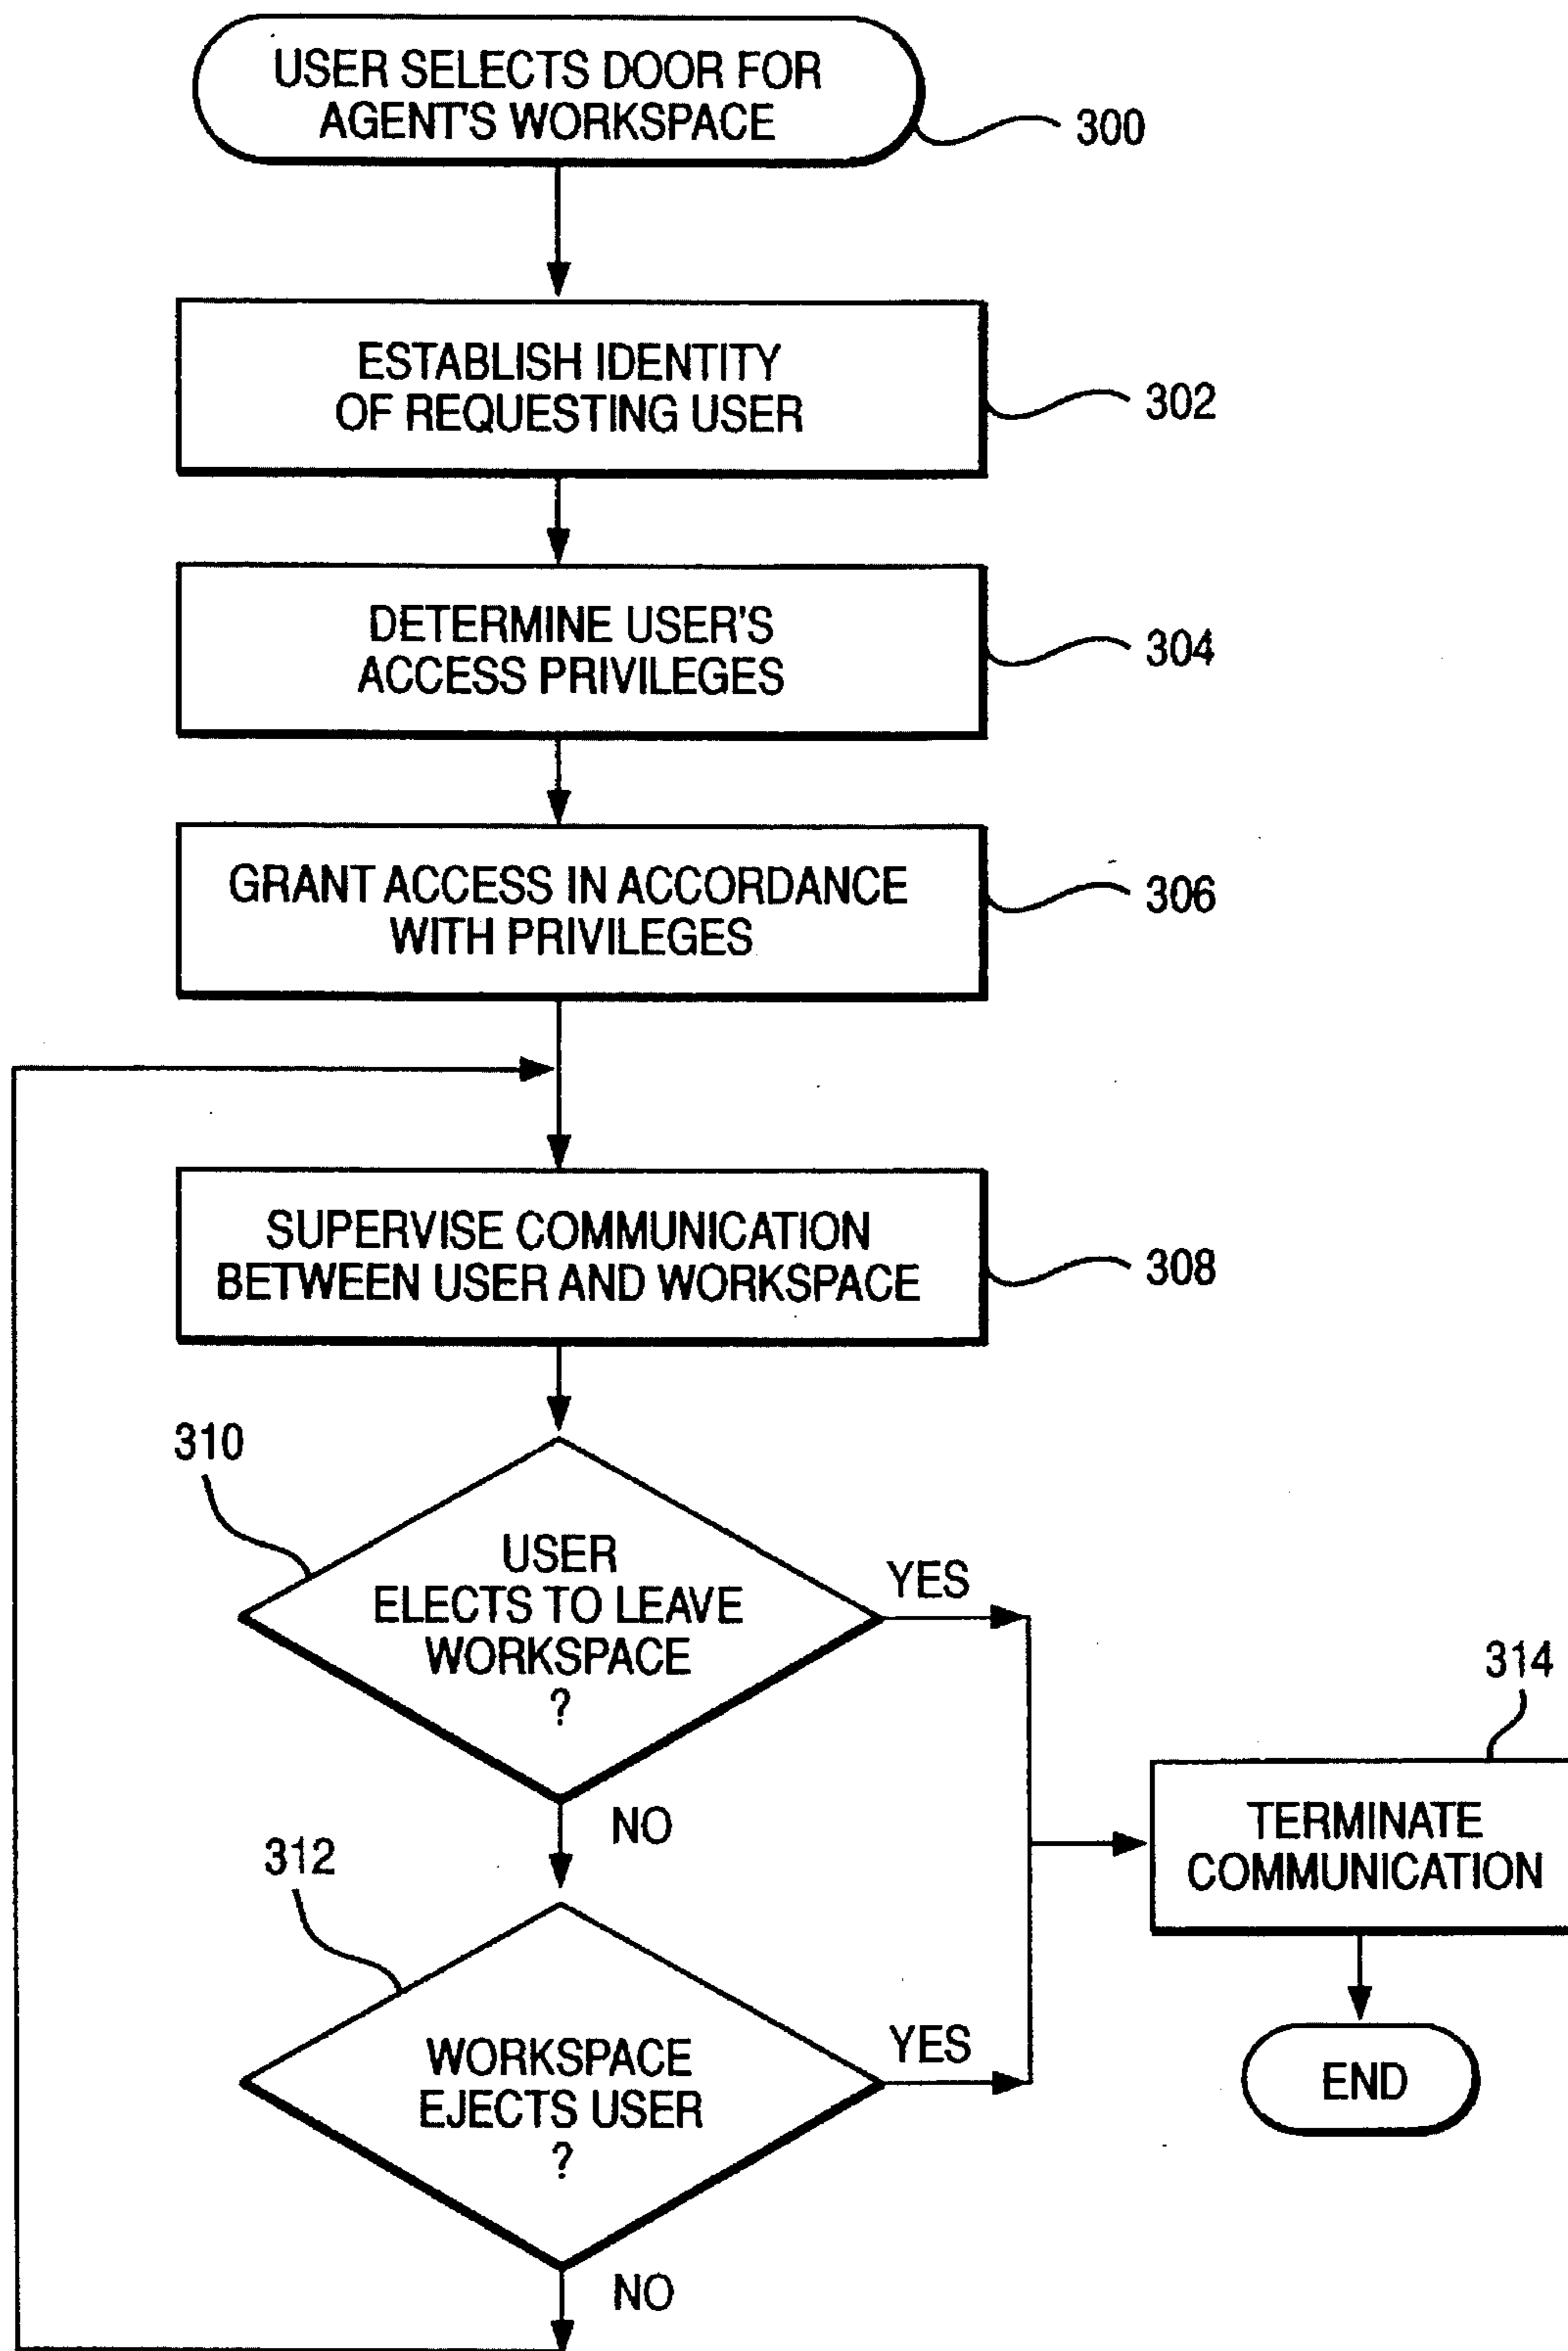 USER SELECTS DOOR FOR
AGENT'S WORKSPACE
300
ESTABLISH IDENTITY
OF REQUESTING USER
302
DETERMINE USER'S
ACCESS PRIVILEGES
304
GRANT ACCESS IN ACCORDANCE
WITH PRIVILEGES
306
SUPERVISE COMMUNICATION
BETWEEN USER AND WORKSPACE
308
310
USER
ELECTS TO LEAVE
WORKSPACE
?
YES
NO
314
TERMINATE
COMMUNICATION
312
WORKSPACE
EJECTS USER
?
YES
NO
END